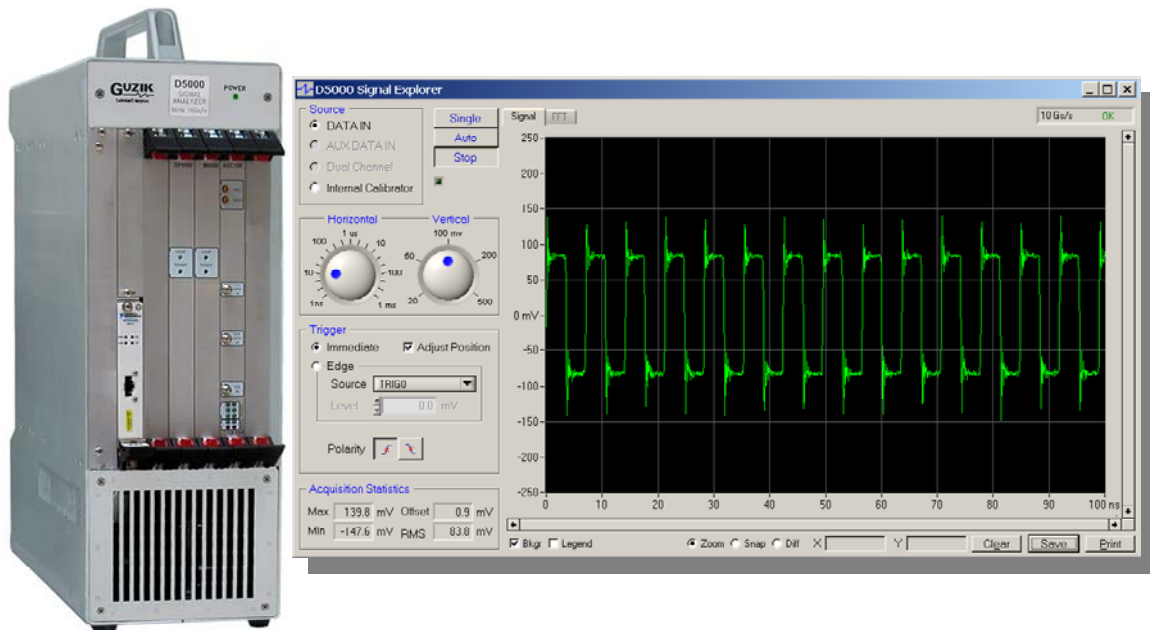 GUZIK
D5000
SIGNAL
ANALYZER
POWER
D5000 Signal Explorer
Source
DATA IN
AUX DATA IN
Dual Channel
Internal Calibrator
Single
Auto
Stop
Horizontal
1 us
100
10
10
100
1ns
1 ms
Vertical
100 mv
60
200
20
500
Trigger
Immediate
Adjust Position
Edge
Source TRIG0
Level 0.0 mV
Polarity
Acquisition Statistics
Max 139.8 mV Offset 0.9 mV
Min -147.6 mV RMS 83.8 mV
Signal FFT
10 Gs/s OK
250
200
150
100
50
0 mV
-50
-100
-150
-200
-250
0 10 20 30 40 50 60 70 80 90 100 ns
Bkgr Legend Zoom Snap Diff X Y Clear Save Print